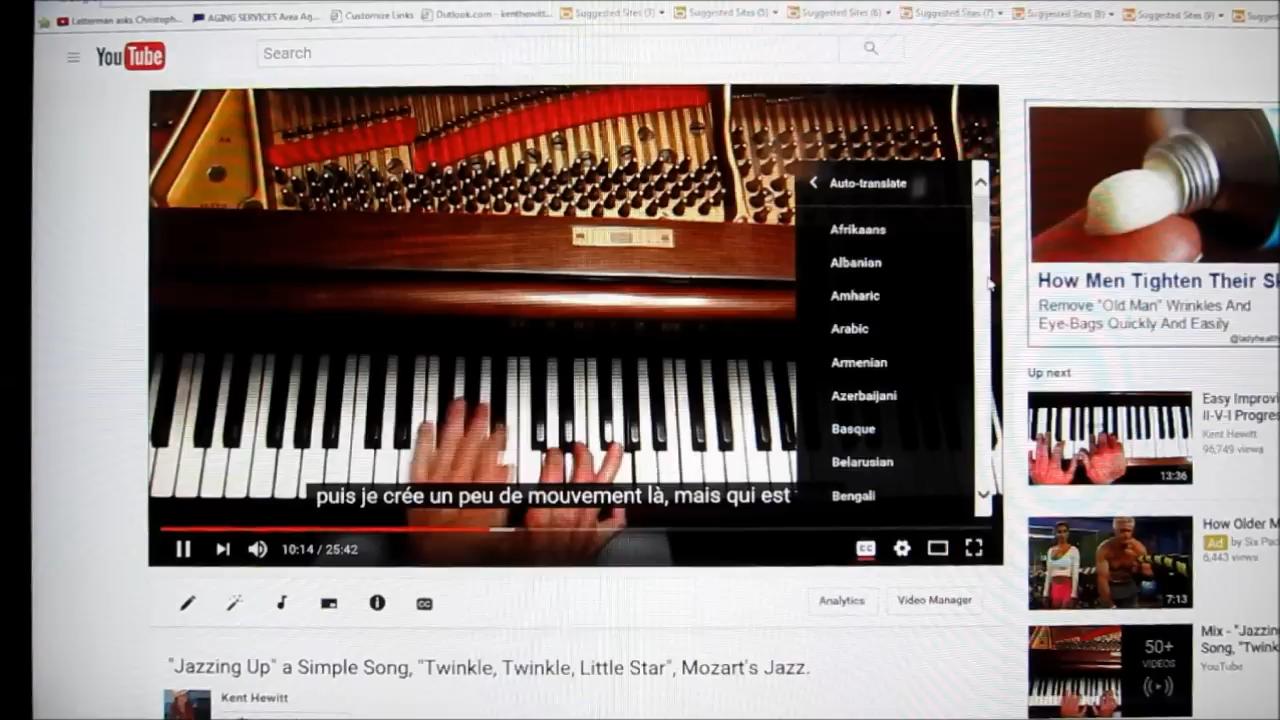 Letterman asks Christoph...
AGING SERVICES Area Ag...
Customize Links
Outlook.com - kenthewitt...
Suggested Sites (3)
Suggested Sites (5)
Suggested Sites (6)
Suggested Sites (7)
Suggested Sites (8)
Suggested Sites (9)
YouTube
Search
Auto-translate
Afrikaans
Albanian
Amharic
Arabic
Armenian
Azerbaijani
Basque
Belarusian
Bengali
puis je crée un peu de mouvement là, mais qui est
10:14 / 25:42
CC
CC
Analytics
Video Manager
"Jazzing Up" a Simple Song, "Twinkle, Twinkle, Little Star", Mozart's Jazz.
Kent Hewitt
How Men Tighten Their S
Remove "Old Man" Wrinkles And
Eye-Bags Quickly And Easily
@ladyhealth
Up next
Easy Improvi
II-V-I Progre
Kent Hewitt
96,749 views
13:36
How Older M
Ad by Six Pac
6,443 views
7:13
Mix - "Jazzin
Song, "Twink
YouTube
50+
VIDEOS